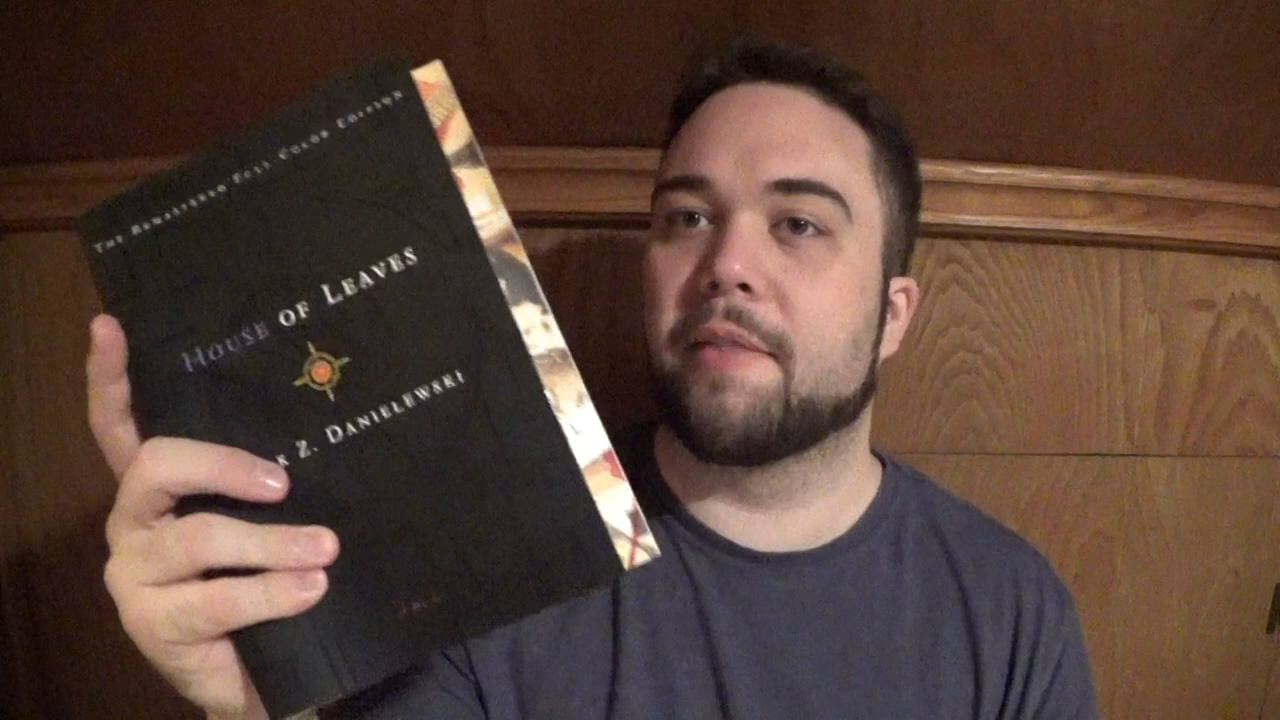 The Remastered Full-Color Edition
House of Leaves
Z. Danielewski